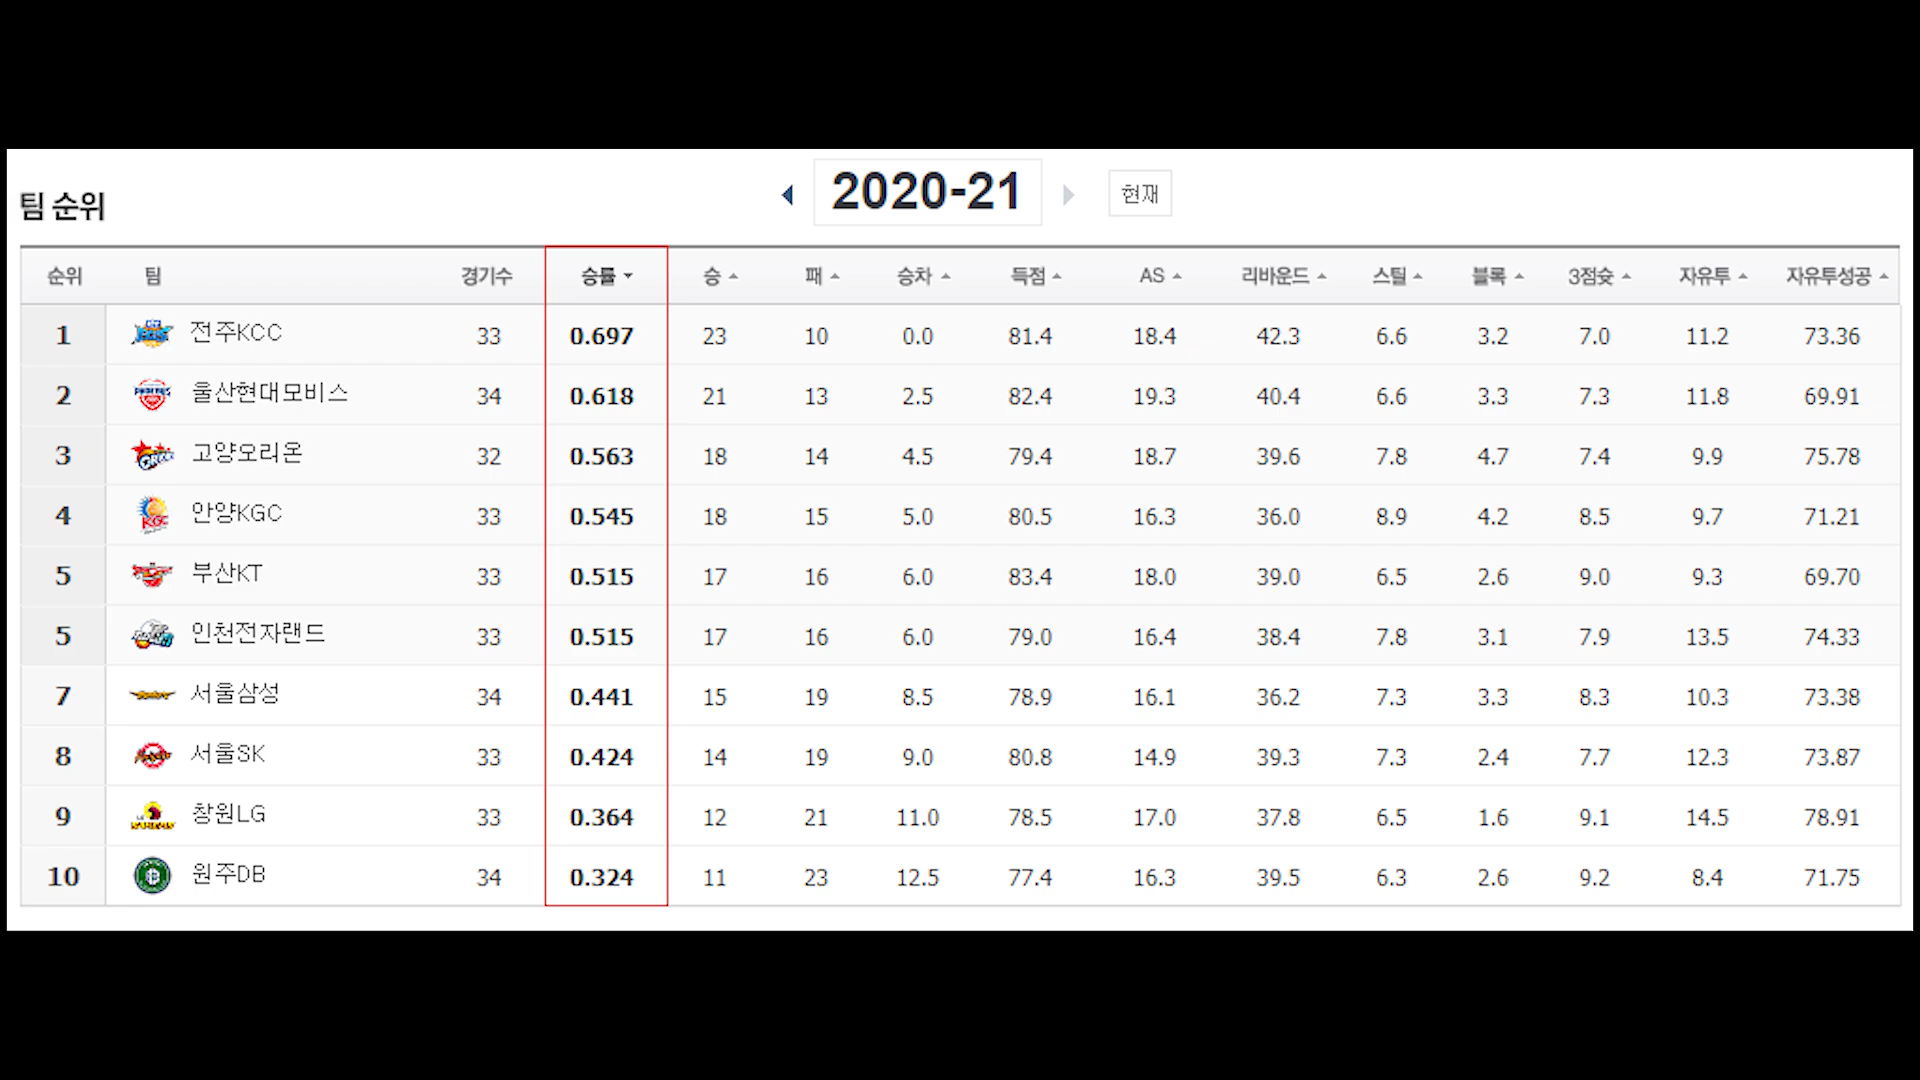 2020-21
현재
팀 순위
순위 팀 경기수 승률 승 패 승차 득점 AS 리바운드 스틸 블록 3점슛 자유투 자유투성공
1 전주KCC 33 0.697 23 10 0.0 81.4 18.4 42.3 6.6 3.2 7.0 11.2 73.36
2 울산현대모비스 34 0.618 21 13 2.5 82.4 19.3 40.4 6.6 3.3 7.3 11.8 69.91
3 고양오리온 32 0.563 18 14 4.5 79.4 18.7 39.6 7.8 4.7 7.4 9.9 75.78
4 안양KGC 33 0.545 18 15 5.0 80.5 16.3 36.0 8.9 4.2 8.5 9.7 71.21
5 부산KT 33 0.515 17 16 6.0 83.4 18.0 39.0 6.5 2.6 9.0 9.3 69.70
5 인천전자랜드 33 0.515 17 16 6.0 79.0 16.4 38.4 7.8 3.1 7.9 13.5 74.33
7 서울삼성 34 0.441 15 19 8.5 78.9 16.1 36.2 7.3 3.3 8.3 10.3 73.38
8 서울SK 33 0.424 14 19 9.0 80.8 14.9 39.3 7.3 2.4 7.7 12.3 73.87
9 창원LG 33 0.364 12 21 11.0 78.5 17.0 37.8 6.5 1.6 9.1 14.5 78.91
10 원주DB 34 0.324 11 23 12.5 77.4 16.3 39.5 6.3 2.6 9.2 8.4 71.75